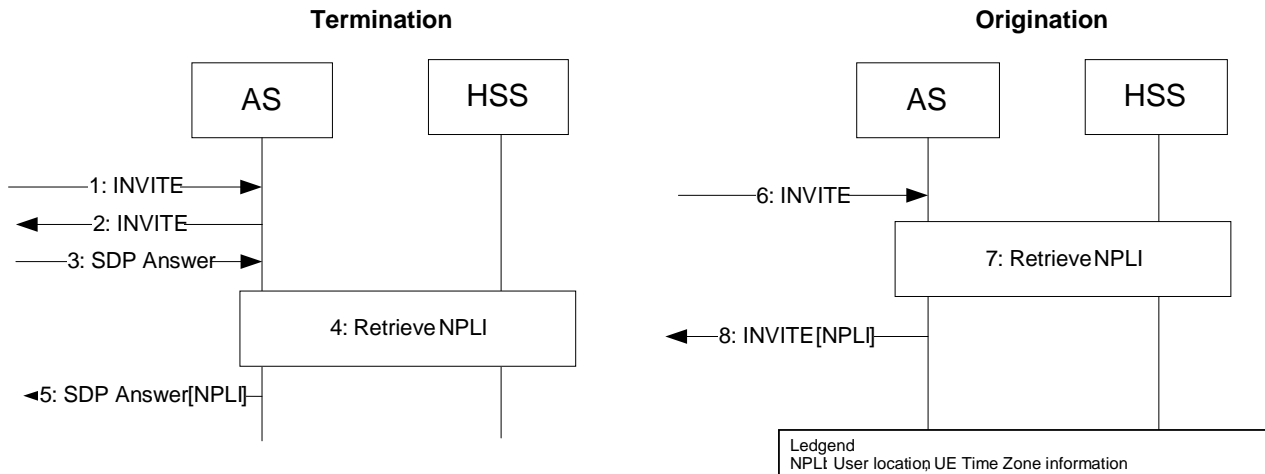 Termination
AS
HSS
1: INVITE
2: INVITE
3: SDP Answer
4: Retrieve NPLI
5: SDP Answer[NPLI]
Origination
AS
HSS
6: INVITE
7: Retrieve NPLI
8: INVITE[NPLI]
Ledgend
NPLI: User location, UE Time Zone information